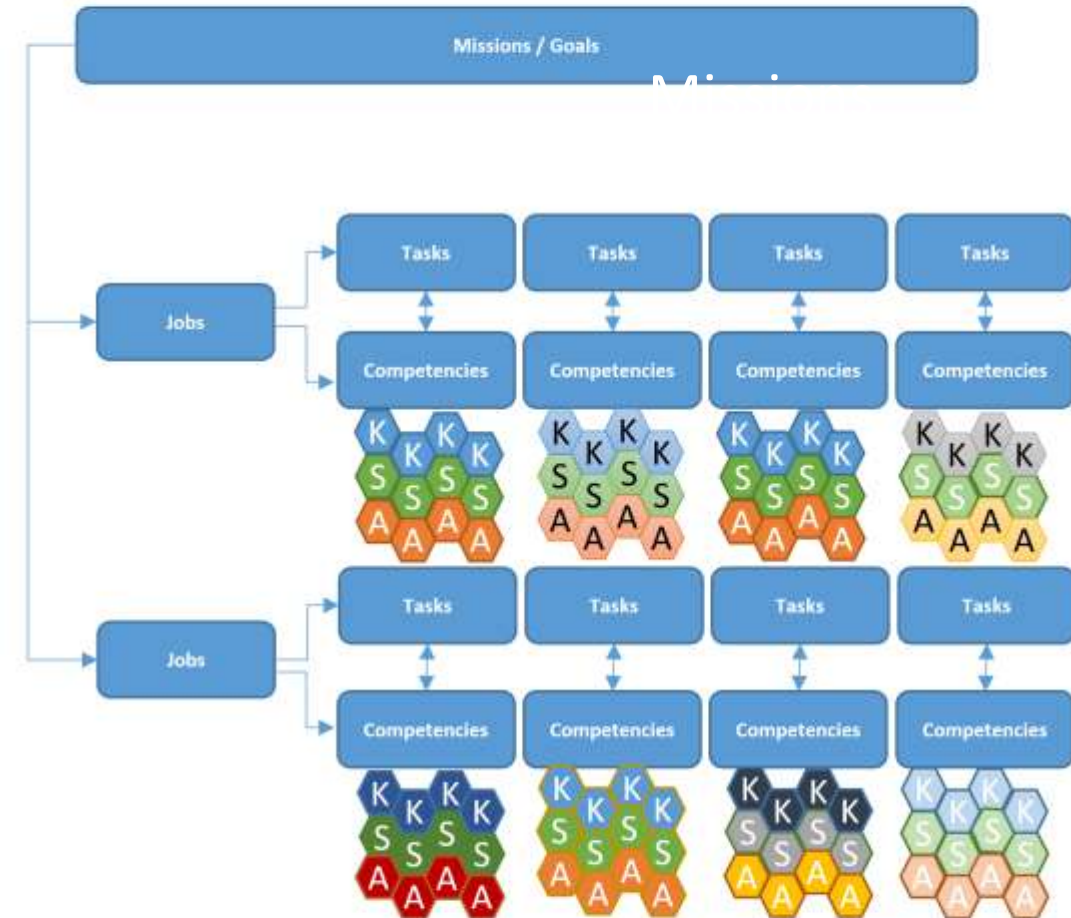 Missions / Goals
Tasks Tasks Tasks Tasks
Jobs
Competencies Competencies Competencies Competencies
K K K K K K K K K K K K K K K K
S S S S S S S S S S S S S S S S
A A A A A A A A A A A A A A A A
Tasks Tasks Tasks Tasks
Jobs
Competencies Competencies Competencies Competencies
K K K K K K K K K K K K K K K K
S S S S S S S S S S S S S S S S
A A A A A A A A A A A A A A A A